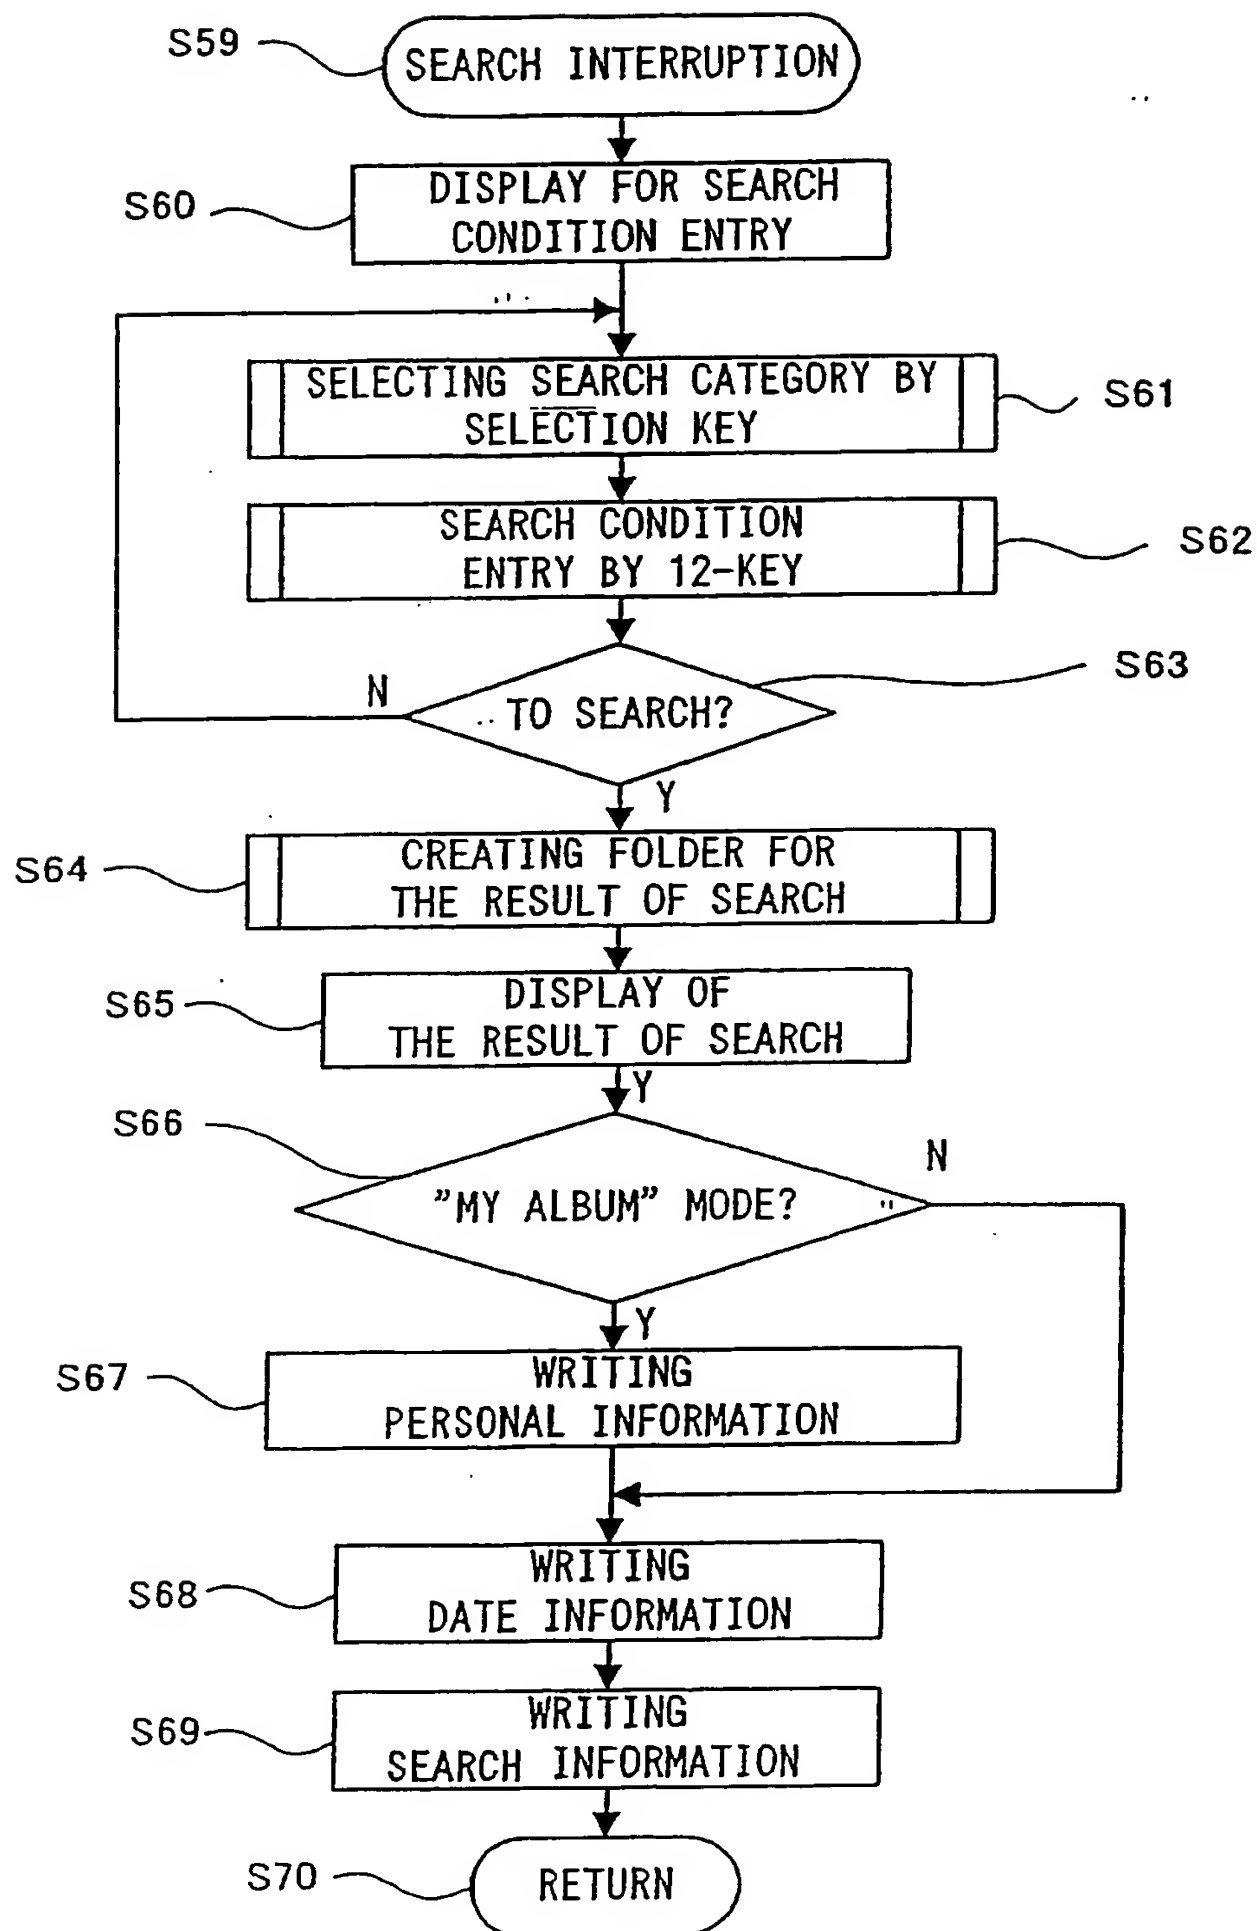 S59
SEARCH INTERRUPTION
S60
DISPLAY FOR SEARCH
CONDITION ENTRY
SELECTING SEARCH CATEGORY BY
SELECTION KEY
S61
SEARCH CONDITION
ENTRY BY 12-KEY
S62
S63
N
TO SEARCH?
Y
S64
CREATING FOLDER FOR
THE RESULT OF SEARCH
S65
DISPLAY OF
THE RESULT OF SEARCH
Y
S66
N
"MY ALBUM" MODE?
Y
S67
WRITING
PERSONAL INFORMATION
S68
WRITING
DATE INFORMATION
S69
WRITING
SEARCH INFORMATION
S70
RETURN